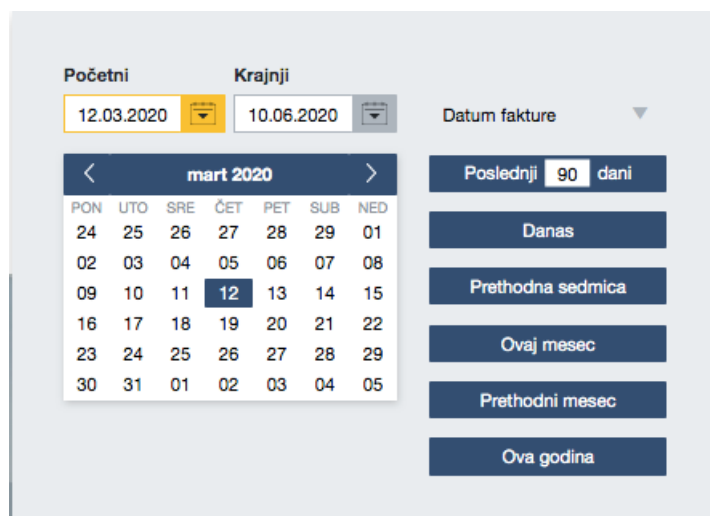 Početni Krajnji
12.03.2020 10.06.2020 Datum fakture
mart 2020
PON UTO SRE ČET PET SUB NED
24 25 26 27 28 29 01
02 03 04 05 06 07 08
09 10 11 12 13 14 15
16 17 18 19 20 21 22
23 24 25 26 27 28 29
30 31 01 02 03 04 05
Poslednji 90 dani
Danas
Prethodna sedmica
Ovaj mesec
Prethodni mesec
Ova godina